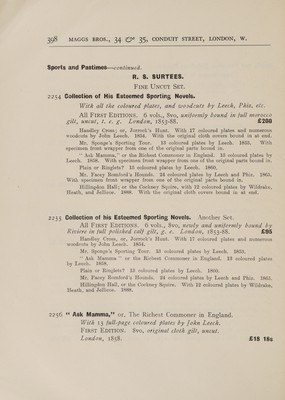 398 MAGGS BROS., 34 & 35, CONDUIT STREET, LONDON, W.
Sports and Pastimes—continued.
R. S. SURTEES.
FINE UNCUT SET.
2254 Collection of His Esteemed Sporting Novels.
With all the coloured plates, and woodcuts by Leech, Phiz, etc.
All FIRST EDITIONS. 6 vols., 8vo, uniformly bound in full morocco
gilt, uncut, t. e. g. London, 1853-88. £260
Handley Cross; or, Jorrock's Hunt. With 17 coloured plates and numerous
woodcuts by John Leech. 1854. With the original cloth covers bound in at end.
Mr. Sponge's Sporting Tour. 13 coloured plates by Leech. 1853. With
specimen front wrapper from one of the original parts bound in.
" Ask Mamma," or the Richest Commoner in England. 13 coloured plates by
Leech. 1858. With specimen front wrapper from one of the original parts bound in.
Plain or Ringlets? 13 coloured plates by Leech. 1860.
Mr. Facey Romford's Hounds. 24 coloured plates by Leech and Phiz. 1865.
With specimen front wrapper from one of the original parts bound in.
Hillingdon Hall; or the Cockney Squire, with 12 coloured plates by Wildrake,
Heath, and Jellicoe. 1888. With the original cloth covers bound in at end.
2255 Collection of his Esteemed Sporting Novels. Another Set.
All FIRST EDITIONS. 6 vols., 8vo, newly and uniformly bound by
Riviere in full polished calf gilt, g. e. London, 1853-88. £95
Handley Cross, or, Jorrock's Hunt. With 17 coloured plates and numerous
woodcuts by John Leech. 1854.
Mr. Sponge's Sporting Tour. 13 coloured plates by Leech. 1853.
" Ask Mamma " or the Richest Commoner in England. 13 coloured plates
by Leech. 1858.
Plain or Ringlets? 13 coloured plates by Leech. 1860.
Mr. Facey Romford's Hounds. 24 coloured plates by Leech and Phiz. 1865.
Hillingdon Hall, or the Cockney Squire. With 12 coloured plates by Wildrake,
Heath, and Jellicoe. 1888.
2256 " Ask Mamma," or, The Richest Commoner in England.
With 13 full-page coloured plates by John Leech.
FIRST EDITION. 8vo, original cloth gilt, uncut.
London, 1858. £18 18s